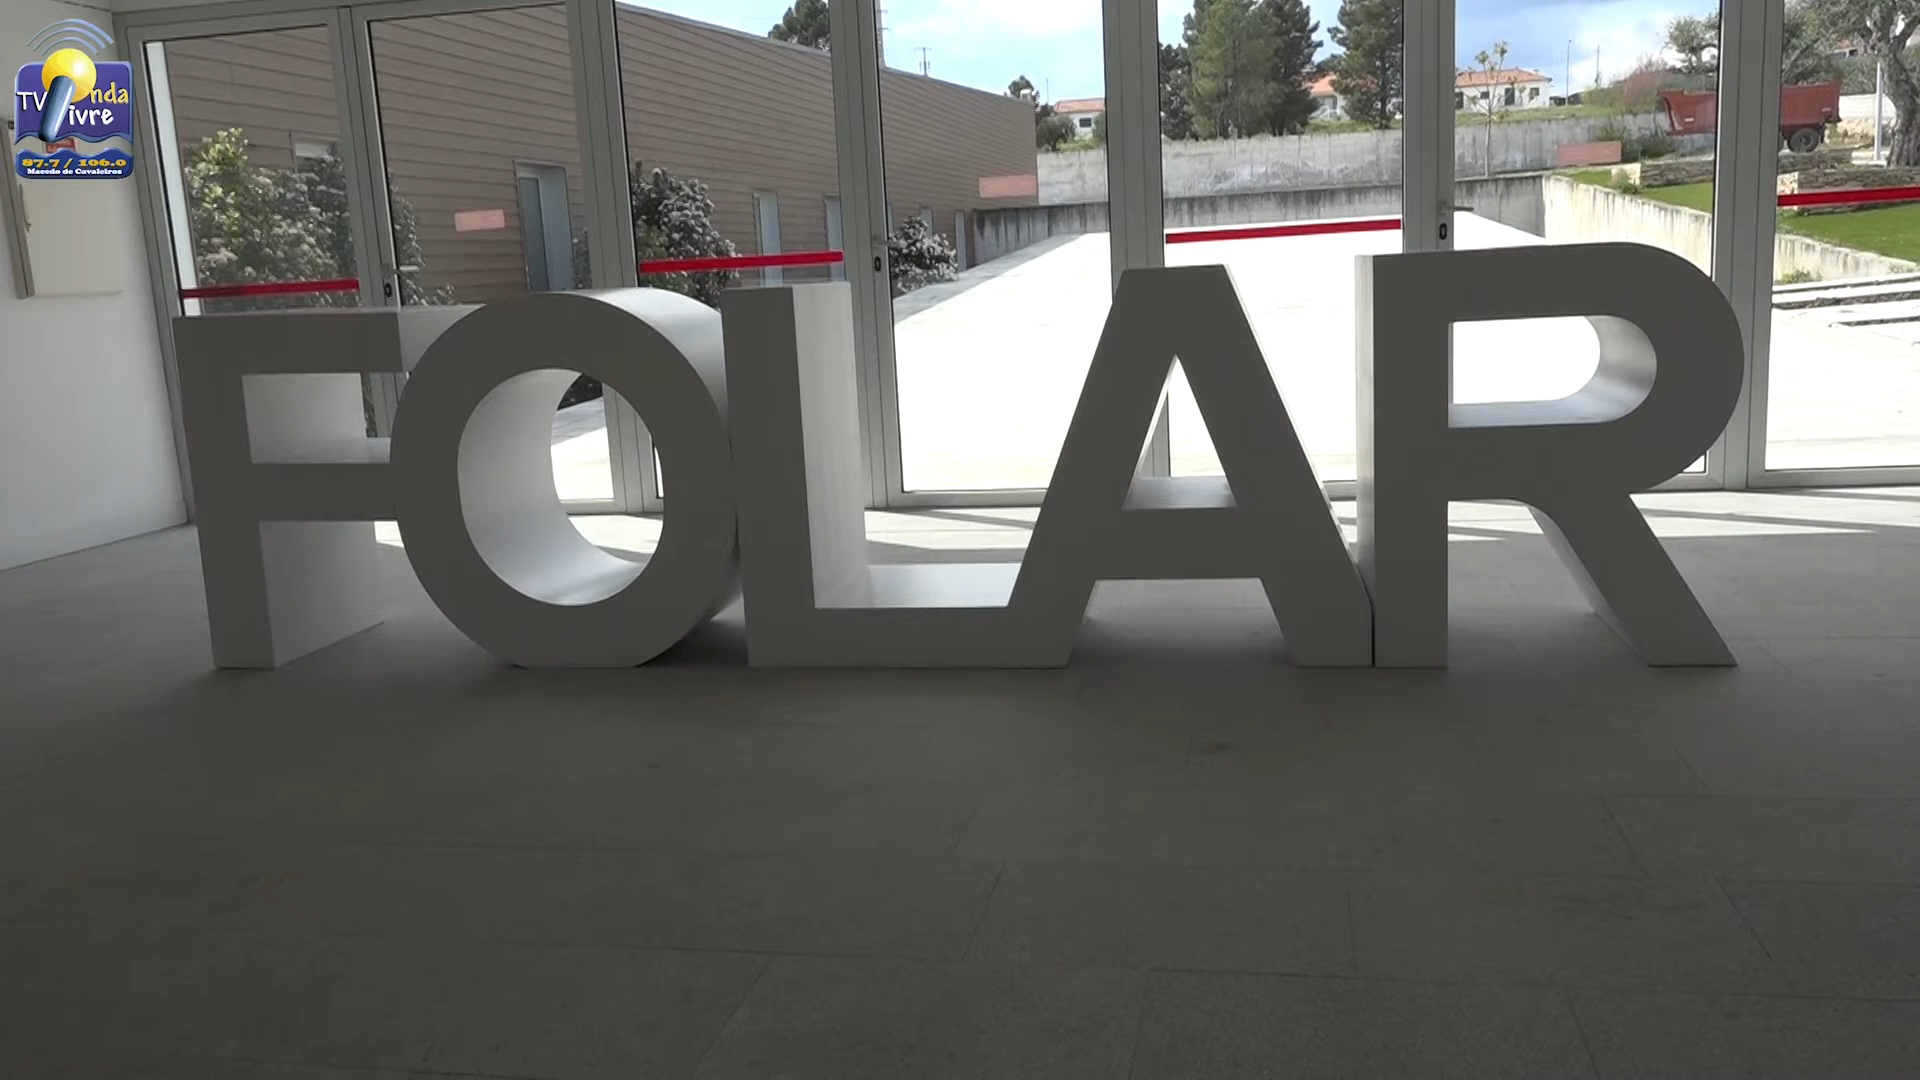 TV Onda
Livre
87.7 / 106.0
Macedo de Cavaleiros
FOLAR